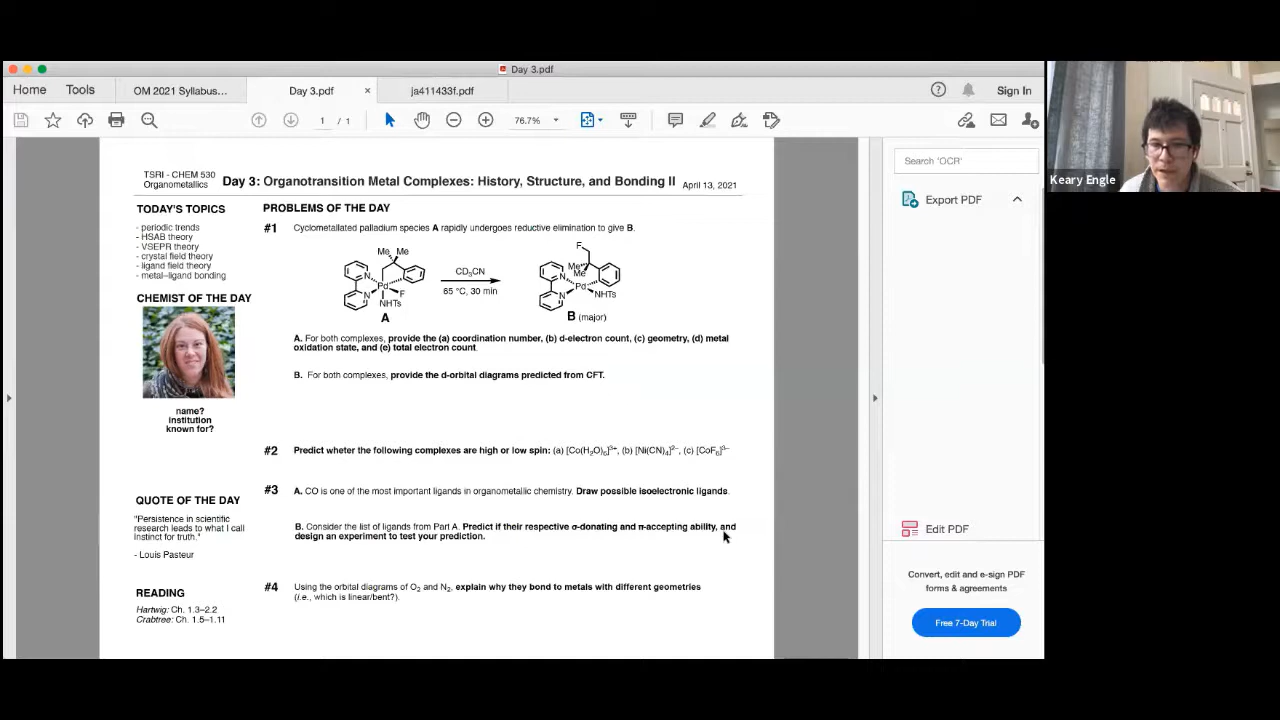 Day 3.pdf
Home
Tools
OM 2021 Syllabus...
Day 3.pdf
×
ja411433f.pdf
Sign In
1 / 1
76.7%
Search 'OCR'
Export PDF
Edit PDF
Convert, edit and e-sign PDF
forms & agreements
Free 7-Day Trial
Keary Engle
TSRI - CHEM 530
Organometallics
Day 3: Organotransition Metal Complexes: History, Structure, and Bonding II
April 13, 2021
TODAY'S TOPICS
- periodic trends
- HSAB theory
- VSEPR theory
- crystal field theory
- ligand field theory
- metal–ligand bonding
CHEMIST OF THE DAY
name?
institution
known for?
QUOTE OF THE DAY
"Persistence in scientific
research leads to what I call
instinct for truth."
- Louis Pasteur
READING
Hartwig: Ch. 1.3–2.2
Crabtree: Ch. 1.5–1.11
PROBLEMS OF THE DAY
#1 Cyclometallated palladium species A rapidly undergoes reductive elimination to give B.
Me Me
N
Pd
F
N
NHTs
A
CD₃CN
65 °C, 30 min
F
Me
Me
N
Pd
N
NHTs
B (major)
A. For both complexes, provide the (a) coordination number, (b) d-electron count, (c) geometry, (d) metal
oxidation state, and (e) total electron count.
B. For both complexes, provide the d-orbital diagrams predicted from CFT.
#2 Predict wheter the following complexes are high or low spin: (a) [Co(H₂O)₆]³⁺, (b) [Ni(CN)₄]²⁻, (c) [CoF₆]³⁻
#3 A. CO is one of the most important ligands in organometallic chemistry. Draw possible isoelectronic ligands.
B. Consider the list of ligands from Part A. Predict if their respective σ-donating and π-accepting ability, and
design an experiment to test your prediction.
#4 Using the orbital diagrams of O₂ and N₂, explain why they bond to metals with different geometries
(i.e., which is linear/bent?).